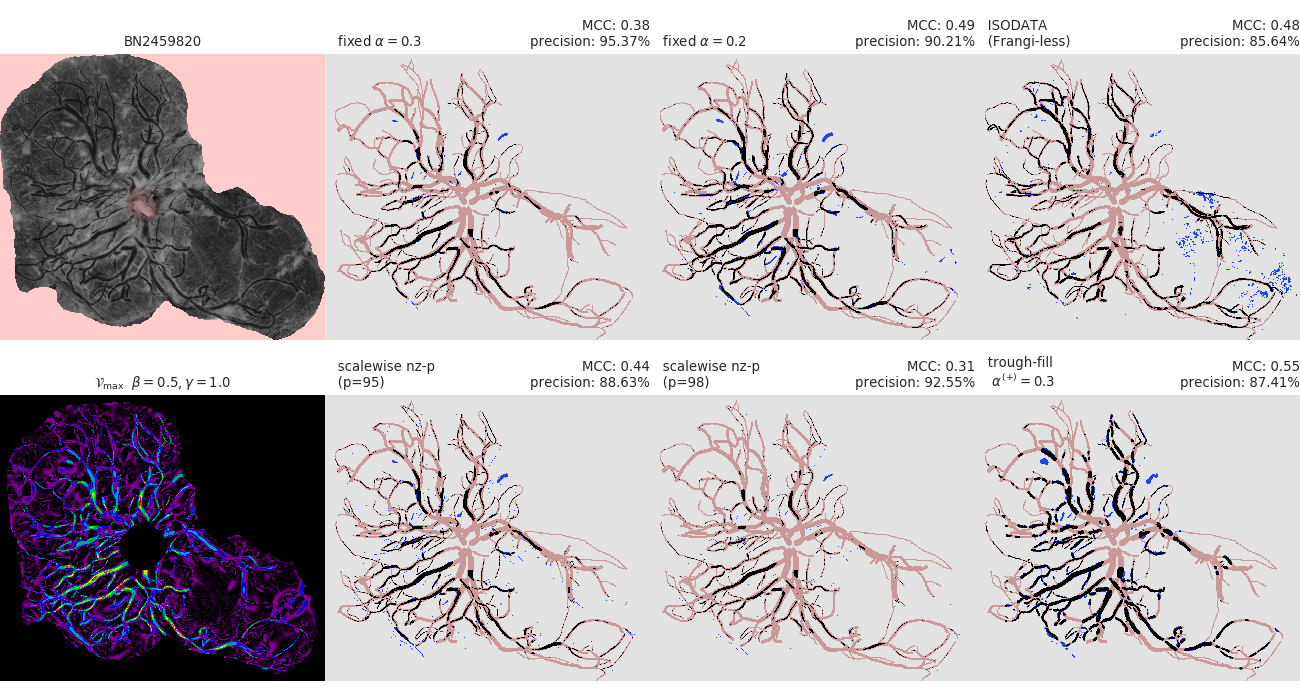 BN2459820
fixed α = 0.3
MCC: 0.38
precision: 95.37%
fixed α = 0.2
MCC: 0.49
precision: 90.21%
ISODATA
(Frangi-less)
MCC: 0.48
precision: 85.64%
𝒱max β = 0.5, γ = 1.0
scalewise nz-p
(p=95)
MCC: 0.44
precision: 88.63%
scalewise nz-p
(p=98)
MCC: 0.31
precision: 92.55%
trough-fill
α(+) = 0.3
MCC: 0.55
precision: 87.41%